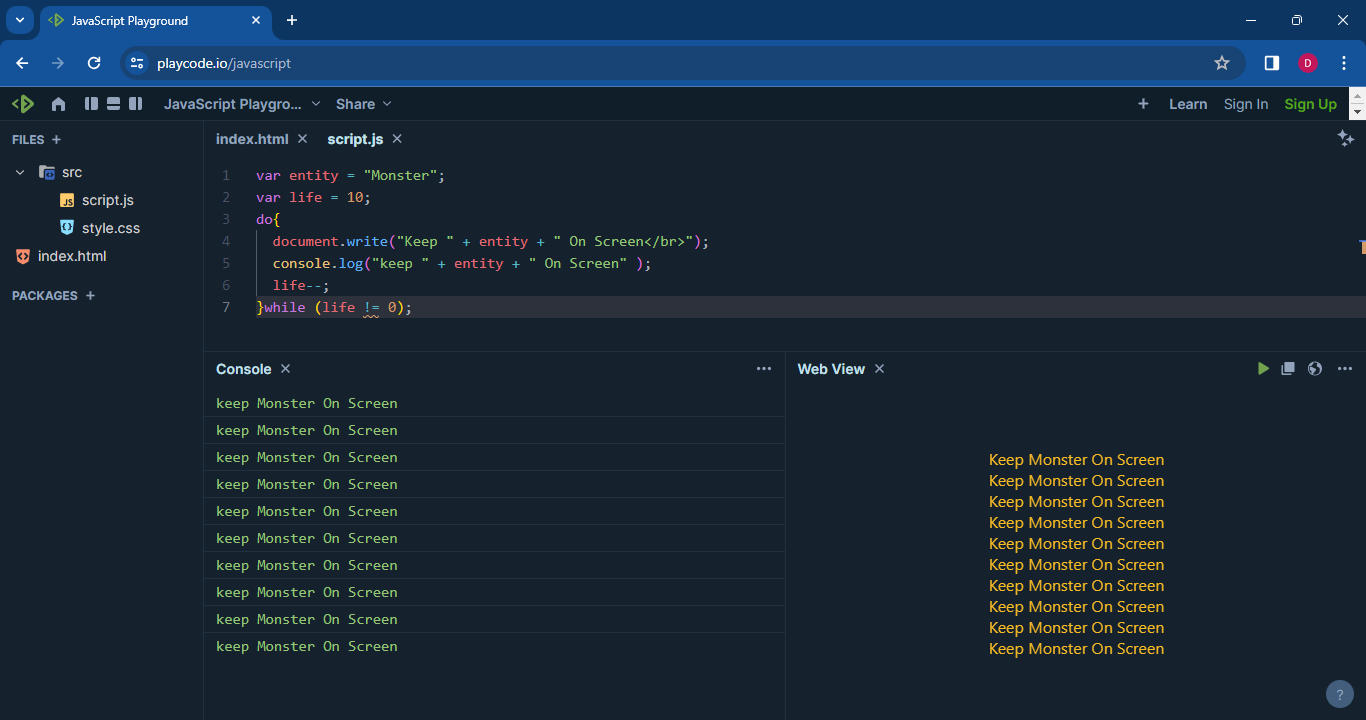 JavaScript Playground
playcode.io/javascript
D
JavaScript Playgro... Share
+ Learn Sign In Sign Up
FILES +
index.html
script.js
src
JS script.js
style.css
index.html
PACKAGES +
1 var entity = "Monster";
2 var life = 10;
3 do{
4 document.write("Keep " + entity + " On Screen</br>");
5 console.log("keep " + entity + " On Screen" );
6 life--;
7 }while (life != 0);
Console
keep Monster On Screen
keep Monster On Screen
keep Monster On Screen
keep Monster On Screen
keep Monster On Screen
keep Monster On Screen
keep Monster On Screen
keep Monster On Screen
keep Monster On Screen
keep Monster On Screen
Web View
Keep Monster On Screen
Keep Monster On Screen
Keep Monster On Screen
Keep Monster On Screen
Keep Monster On Screen
Keep Monster On Screen
Keep Monster On Screen
Keep Monster On Screen
Keep Monster On Screen
Keep Monster On Screen
?